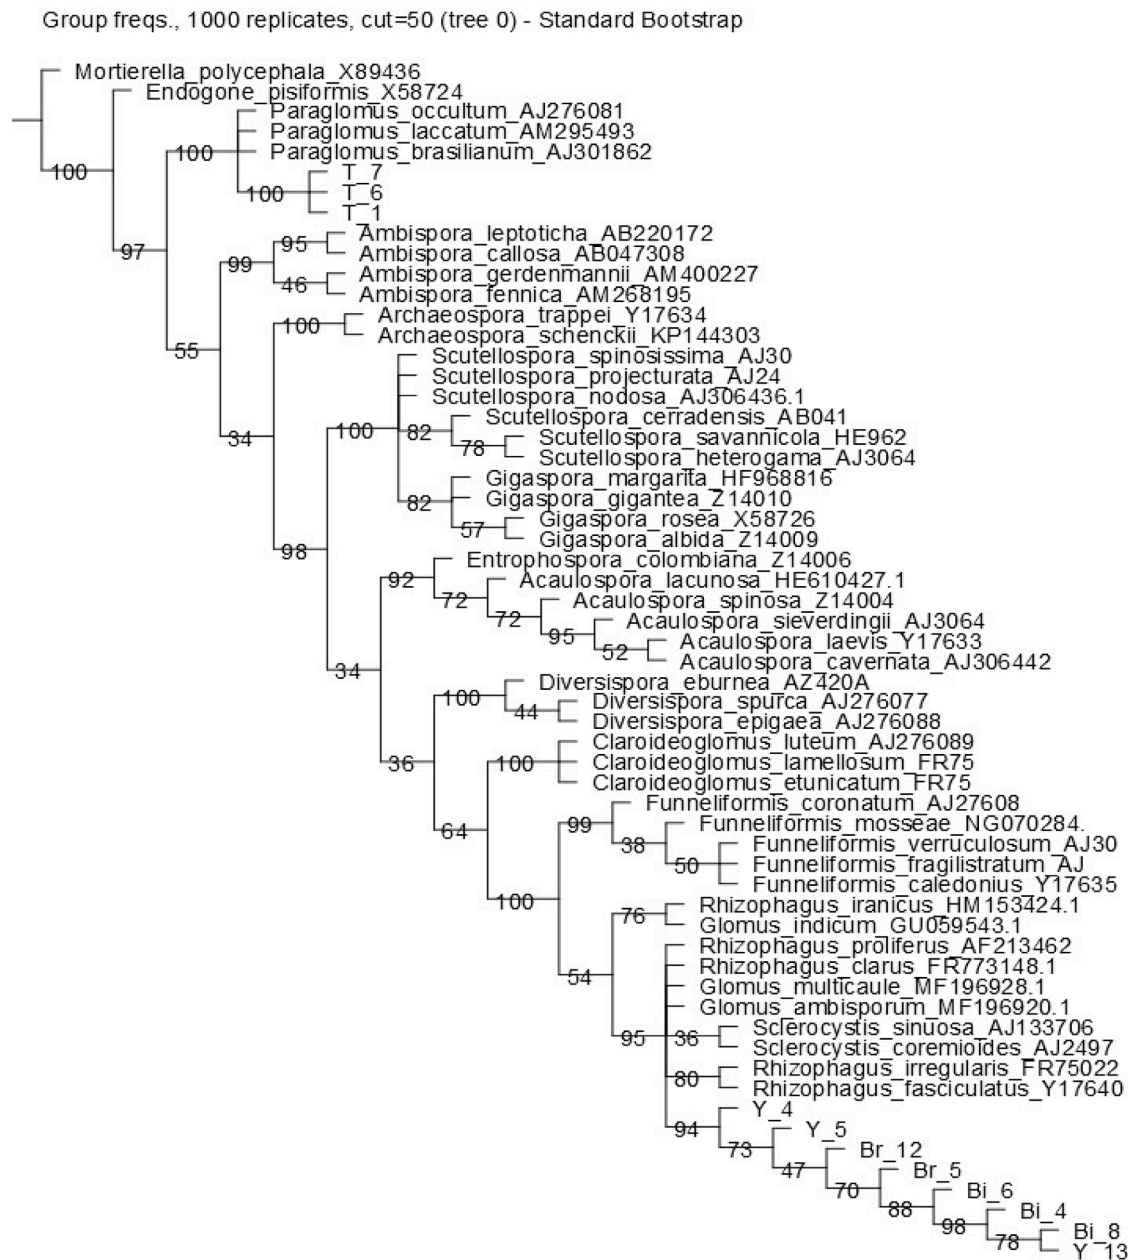 Group freqs., 1000 replicates, cut=50 (tree 0) - Standard Bootstrap
Mortierella_polycephala_X89436
Endogone_pisiformis_X58724
Paraglomus_occultum_AJ276081
Paraglomus_laccatum_AM295493
100 Paraglomus_brasilianum_AJ301862
100 T_7
100 T_6
T_1
95 Ambispora_leptoticha_AB220172
97 Ambispora_callosa_AB047308
99 Ambispora_gerdenmannii_AM400227
46 Ambispora_fennica_AM268195
Archaeospora_trappei_Y17634
100 Archaeospora_schenckii_KP144303
55 Scutellospora_spinosissima_AJ30
Scutellospora_projecturata_AJ24
Scutellospora_nodosa_AJ306436.1
Scutellospora_cerradensis_AB041
34 100 82 Scutellospora_savannicola_HE962
78 Scutellospora_heterogama_AJ3064
Gigaspora_margarita_HF968816
82 Gigaspora_gigantea_Z14010
57 Gigaspora_rosea_X58726
98 Gigaspora_albida_Z14009
Entrophospora_colombiana_Z14006
92 Acaulospora_lacunosa_HE610427.1
72 Acaulospora_spinosa_Z14004
72 Acaulospora_sieverdingii_AJ3064
95 52 Acaulospora_laevis_Y17633
34 Acaulospora_cavernata_AJ306442
100 Diversispora_eburnea_AZ420A
44 Diversispora_spurca_AJ276077
Diversispora_epigaea_AJ276088
Claroideoglomus_luteum_AJ276089
36 100 Claroideoglomus_lamellosum_FR75
Claroideoglomus_etunicatum_FR75
Funneliformis_coronatum_AJ27608
64 99 Funneliformis_mosseae_NG070284.
38 Funneliformis_verruculosum_AJ30
50 Funneliformis_fragilistratum_AJ
Funneliformis_caledonius_Y17635
100 76 Rhizophagus_iranicus_HM153424.1
Glomus_indicum_GU059543.1
Rhizophagus_proliferus_AF213462
54 Rhizophagus_clarus_FR773148.1
Glomus_multicaule_MF196928.1
Glomus_ambisporum_MF196920.1
95 36 Sclerocystis_sinuosa_AJ133706
Sclerocystis_coremioides_AJ2497
80 Rhizophagus_irregularis_FR75022
Rhizophagus_fasciculatus_Y17640
Y_4
94 Y_5
73 Br_12
47 Br_5
70 Bi_6
88 Bi_4
98 Bi_8
78 Y_13